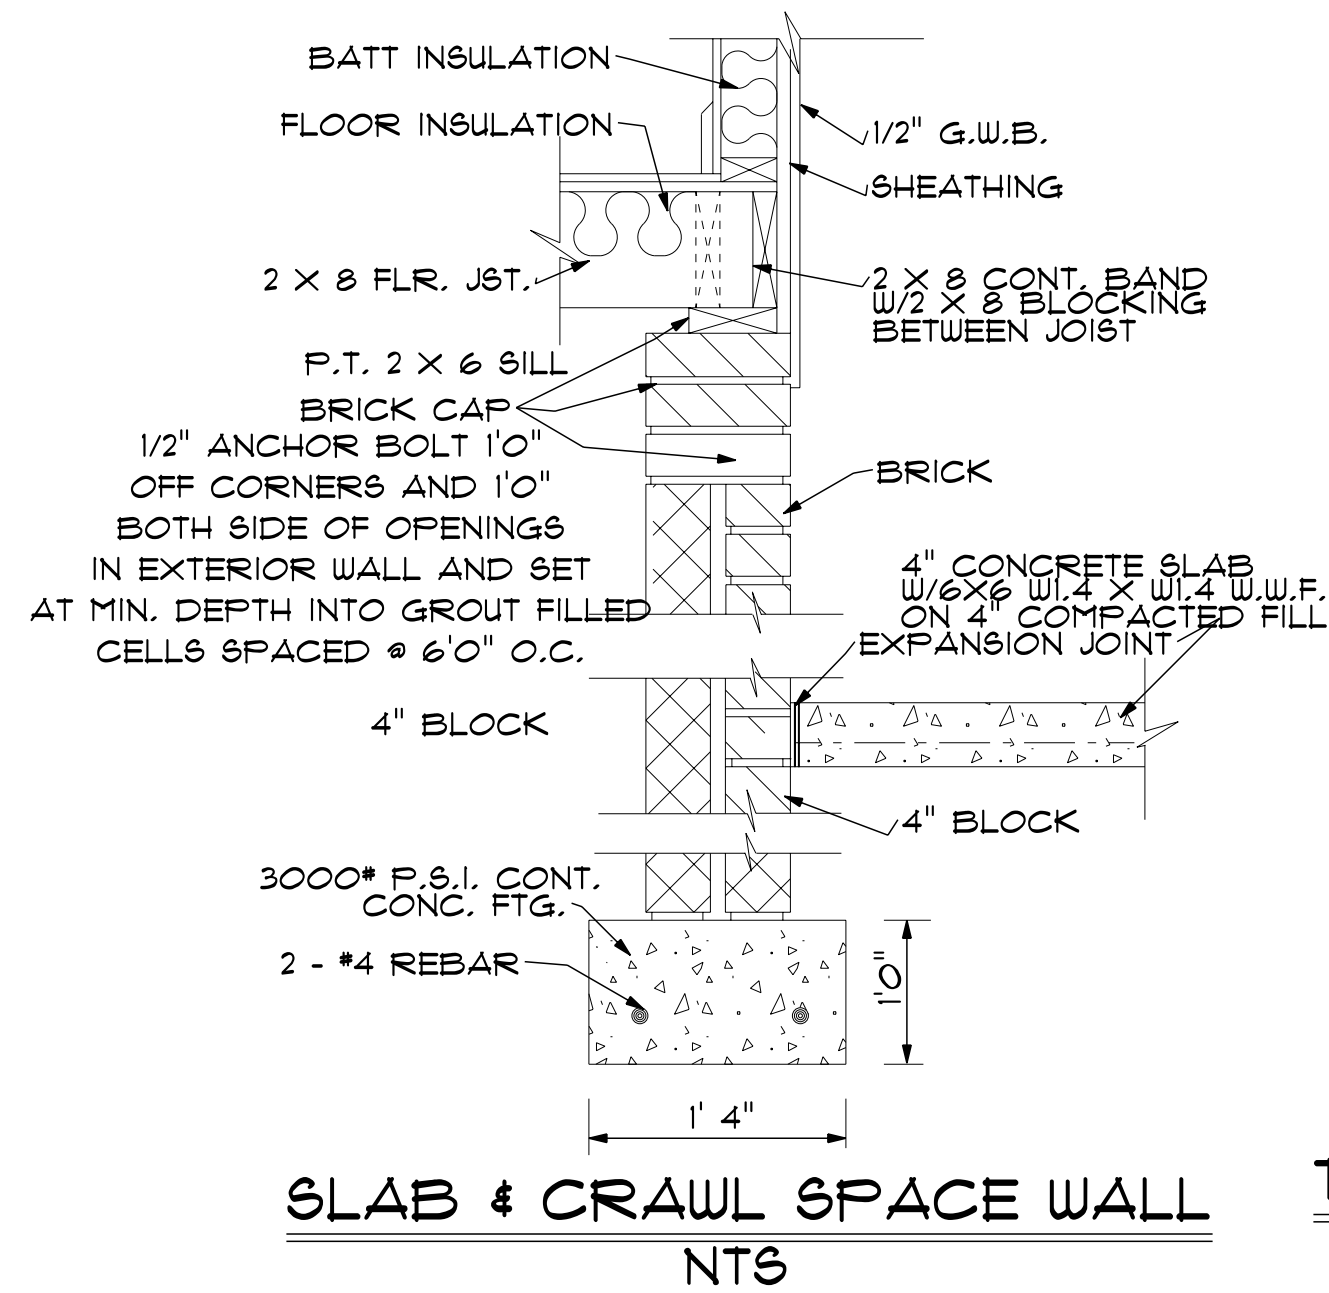 BATT INSULATION
FLOOR INSULATION
1/2" G.W.B.
SHEATHING
2 X 8 FLR. JST.
2 X 8 CONT. BAND
W/2 X 8 BLOCKING
BETWEEN JOIST
P.T. 2 X 6 SILL
BRICK CAP
1/2" ANCHOR BOLT 1'0"
OFF CORNERS AND 1'0"
BOTH SIDE OF OPENINGS
IN EXTERIOR WALL AND SET
AT MIN. DEPTH INTO GROUT FILLED
CELLS SPACED @ 6'0" O.C.
BRICK
4" CONCRETE SLAB
W/6X6 W1.4 X W1.4 W.W.F.
ON 4" COMPACTED FILL
EXPANSION JOINT
4" BLOCK
4" BLOCK
3000# P.S.I. CONT.
CONC. FTG.
2 - #4 REBAR
1'0"
1' 4"
SLAB & CRAWL SPACE WALL
NTS